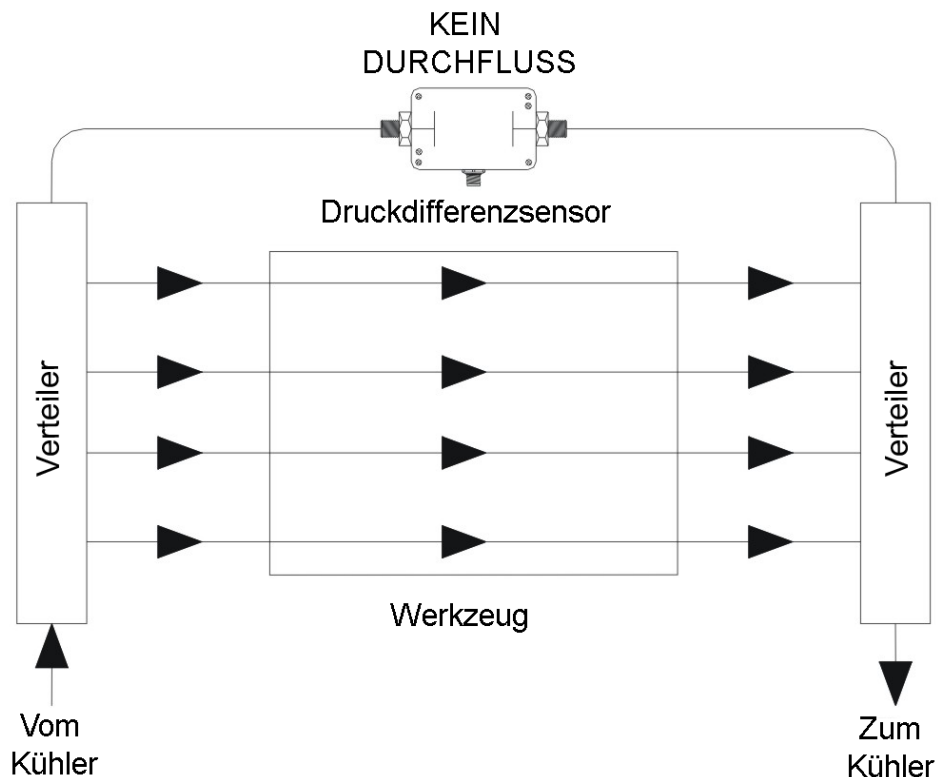 KEIN
DURCHFLUSS
Druckdifferenzsensor
Verteiler
Verteiler
Werkzeug
Vom
Kühler
Zum
Kühler